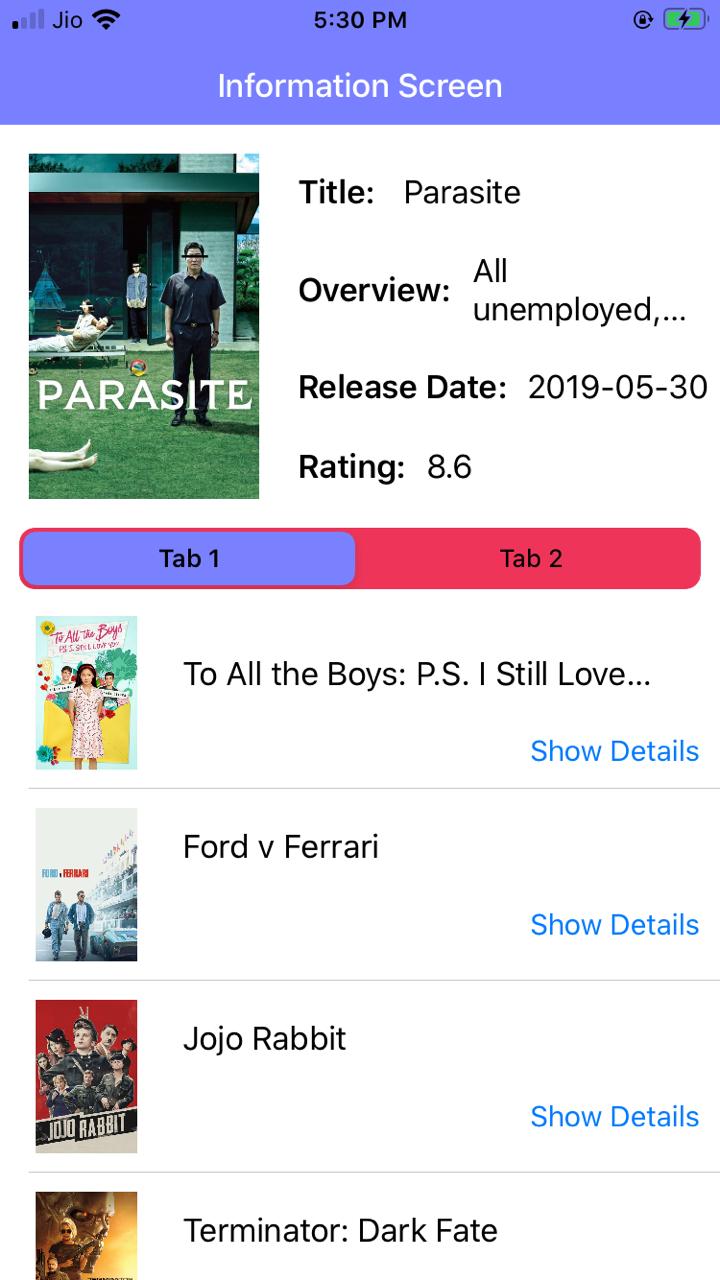 Jio 5:30 PM
Information Screen
PARASITE
Title: Parasite
Overview: All
unemployed,...
Release Date: 2019-05-30
Rating: 8.6
Tab 1 Tab 2
To All the Boys
P.S. I STILL LOVE YOU
To All the Boys: P.S. I Still Love...
Show Details
FORD v FERRARI
Ford v Ferrari
Show Details
JOJO RABBIT
Jojo Rabbit
Show Details
Terminator: Dark Fate